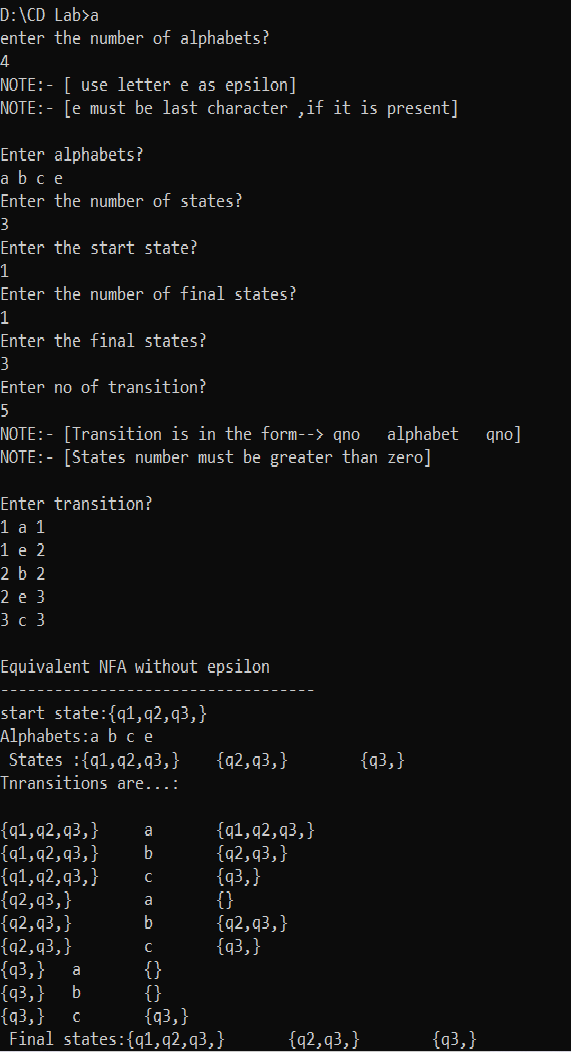 D:\CD Lab>a
enter the number of alphabets?
4
NOTE:- [ use letter e as epsilon]
NOTE:- [e must be last character ,if it is present]
Enter alphabets?
a b c e
Enter the number of states?
3
Enter the start state?
1
Enter the number of final states?
1
Enter the final states?
3
Enter no of transition?
5
NOTE:- [Transition is in the form--> qno   alphabet   qno]
NOTE:- [States number must be greater than zero]
Enter transition?
1 a 1
1 e 2
2 b 2
2 e 3
3 c 3
Equivalent NFA without epsilon
-----------------------------------
start state:{q1,q2,q3,}
Alphabets:a b c e
 States :{q1,q2,q3,}    {q2,q3,}        {q3,}
Tnransitions are...:
{q1,q2,q3,}     a       {q1,q2,q3,}
{q1,q2,q3,}     b       {q2,q3,}
{q1,q2,q3,}     c       {q3,}
{q2,q3,}        a       {}
{q2,q3,}        b       {q2,q3,}
{q2,q3,}        c       {q3,}
{q3,}   a       {}
{q3,}   b       {}
{q3,}   c       {q3,}
 Final states:{q1,q2,q3,}       {q2,q3,}        {q3,}